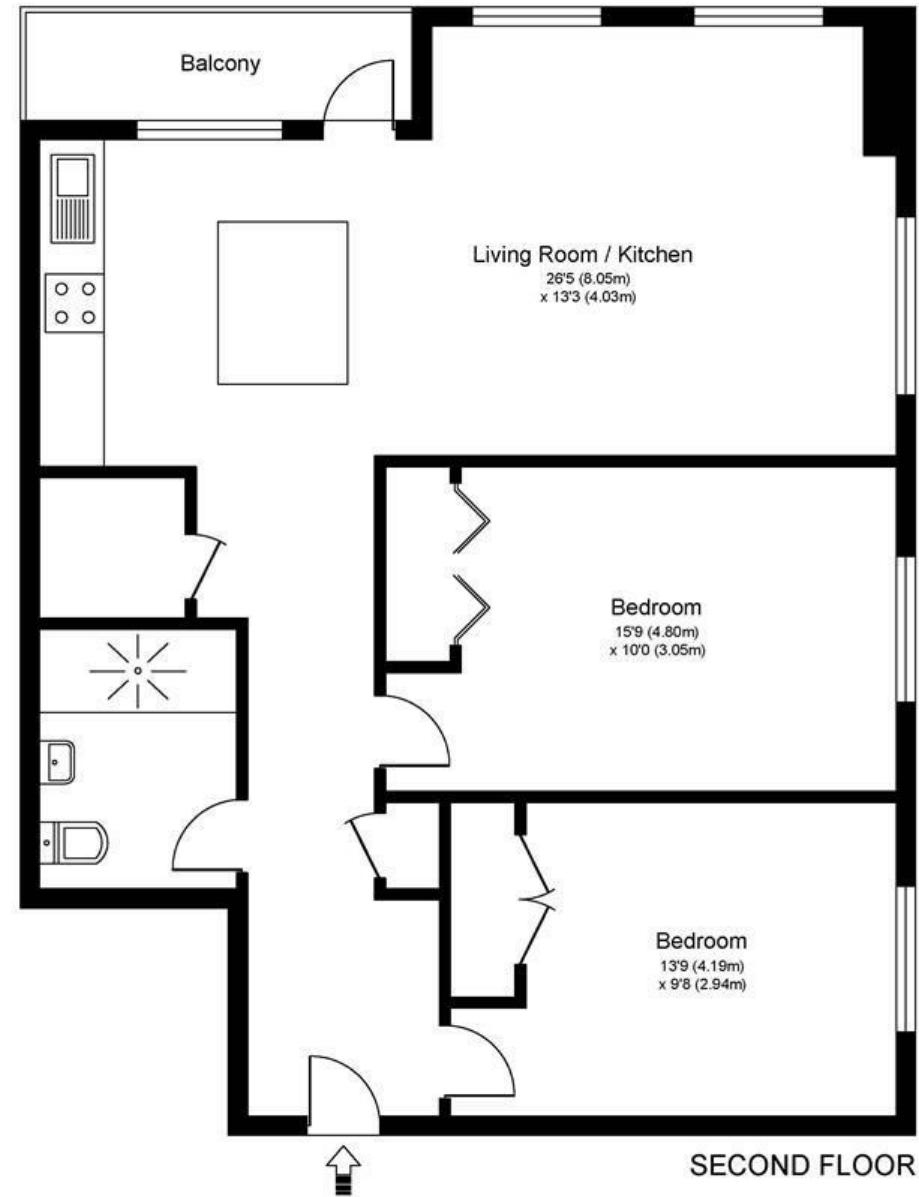 Balcony
Living Room / Kitchen
26'5 (8.05m)
x 13'3 (4.03m)
Bedroom
15'9 (4.80m)
x 10'0 (3.05m)
Bedroom
13'9 (4.19m)
x 9'8 (2.94m)
SECOND FLOOR